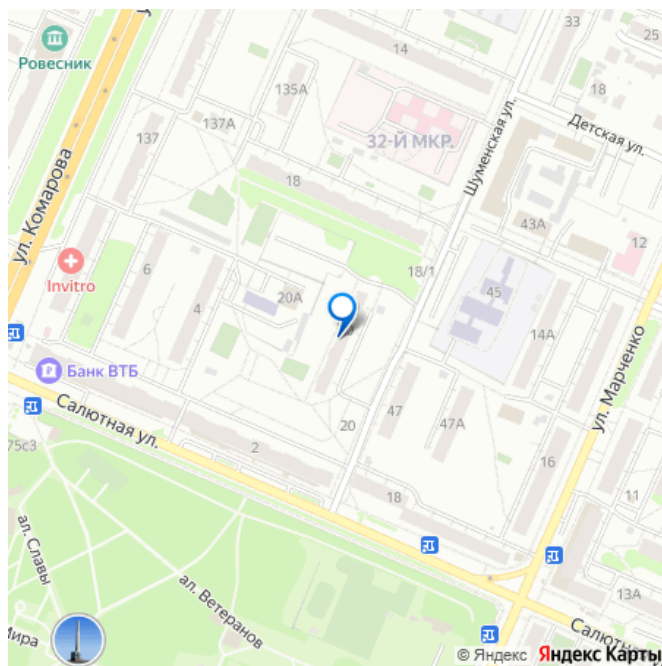 Ровесник
14
33
25
135А
18
137
137А
32-Й МКР.
Шуменская ул.
Детская ул.
ул. Комарова
18
43А
12
18/1
Invitro
6
4
20А
45
14А
ул. Марченко
Банк ВТБ
Салютная ул.
75с3
2
20
47
47А
16
18
11
ал. Славы
ал. Ветеранов
13А
Мира
© Яндекс
Яндекс Карты